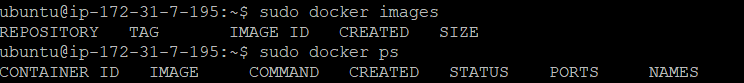 ubuntu@ip-172-31-7-195:~$ sudo docker images
REPOSITORY   TAG       IMAGE ID   CREATED   SIZE
ubuntu@ip-172-31-7-195:~$ sudo docker ps
CONTAINER ID   IMAGE     COMMAND   CREATED   STATUS    PORTS     NAMES